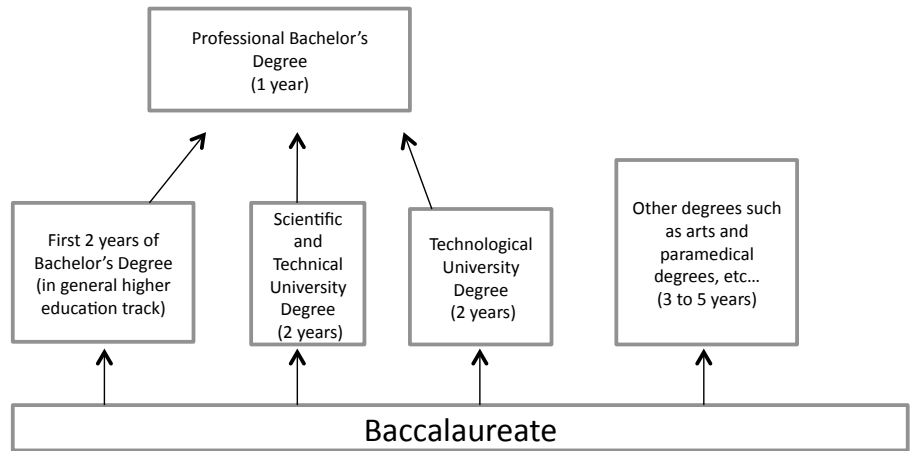 Professional Bachelor’s
Degree
(1 year)
First 2 years of
Bachelor’s Degree
(in general higher
education track)
Scientific
and
Technical
University
Degree
(2 years)
Technological
University
Degree
(2 years)
Other degrees such
as arts and
paramedical
degrees, etc...
(3 to 5 years)
Baccalaureate